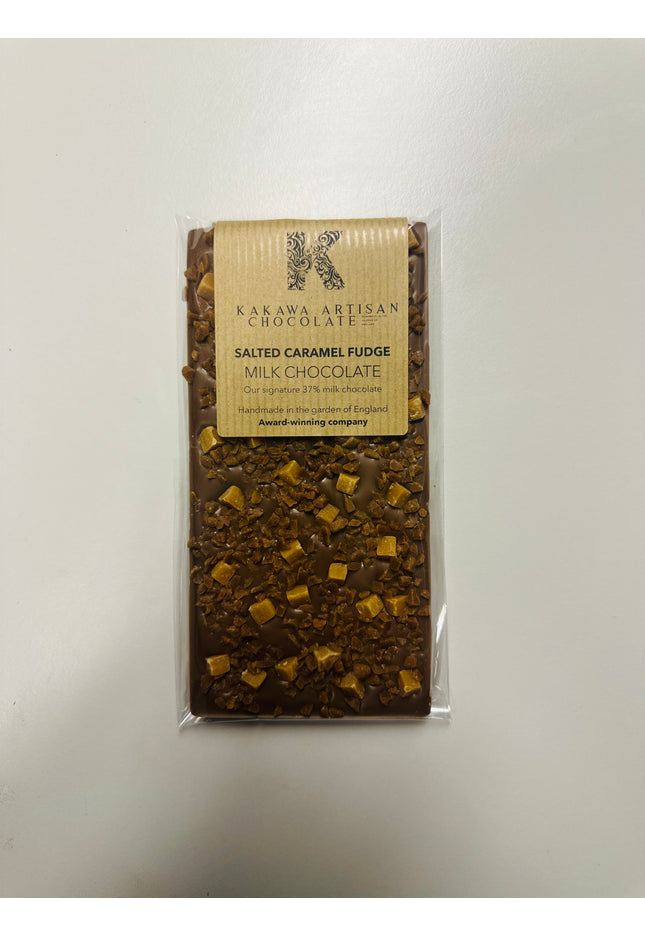 K
KAKAWA ARTISAN
CHOCOLATE
SALTED CARAMEL FUDGE
MILK CHOCOLATE
Our signature 37% milk chocolate
Handmade in the garden of England
Award-winning company